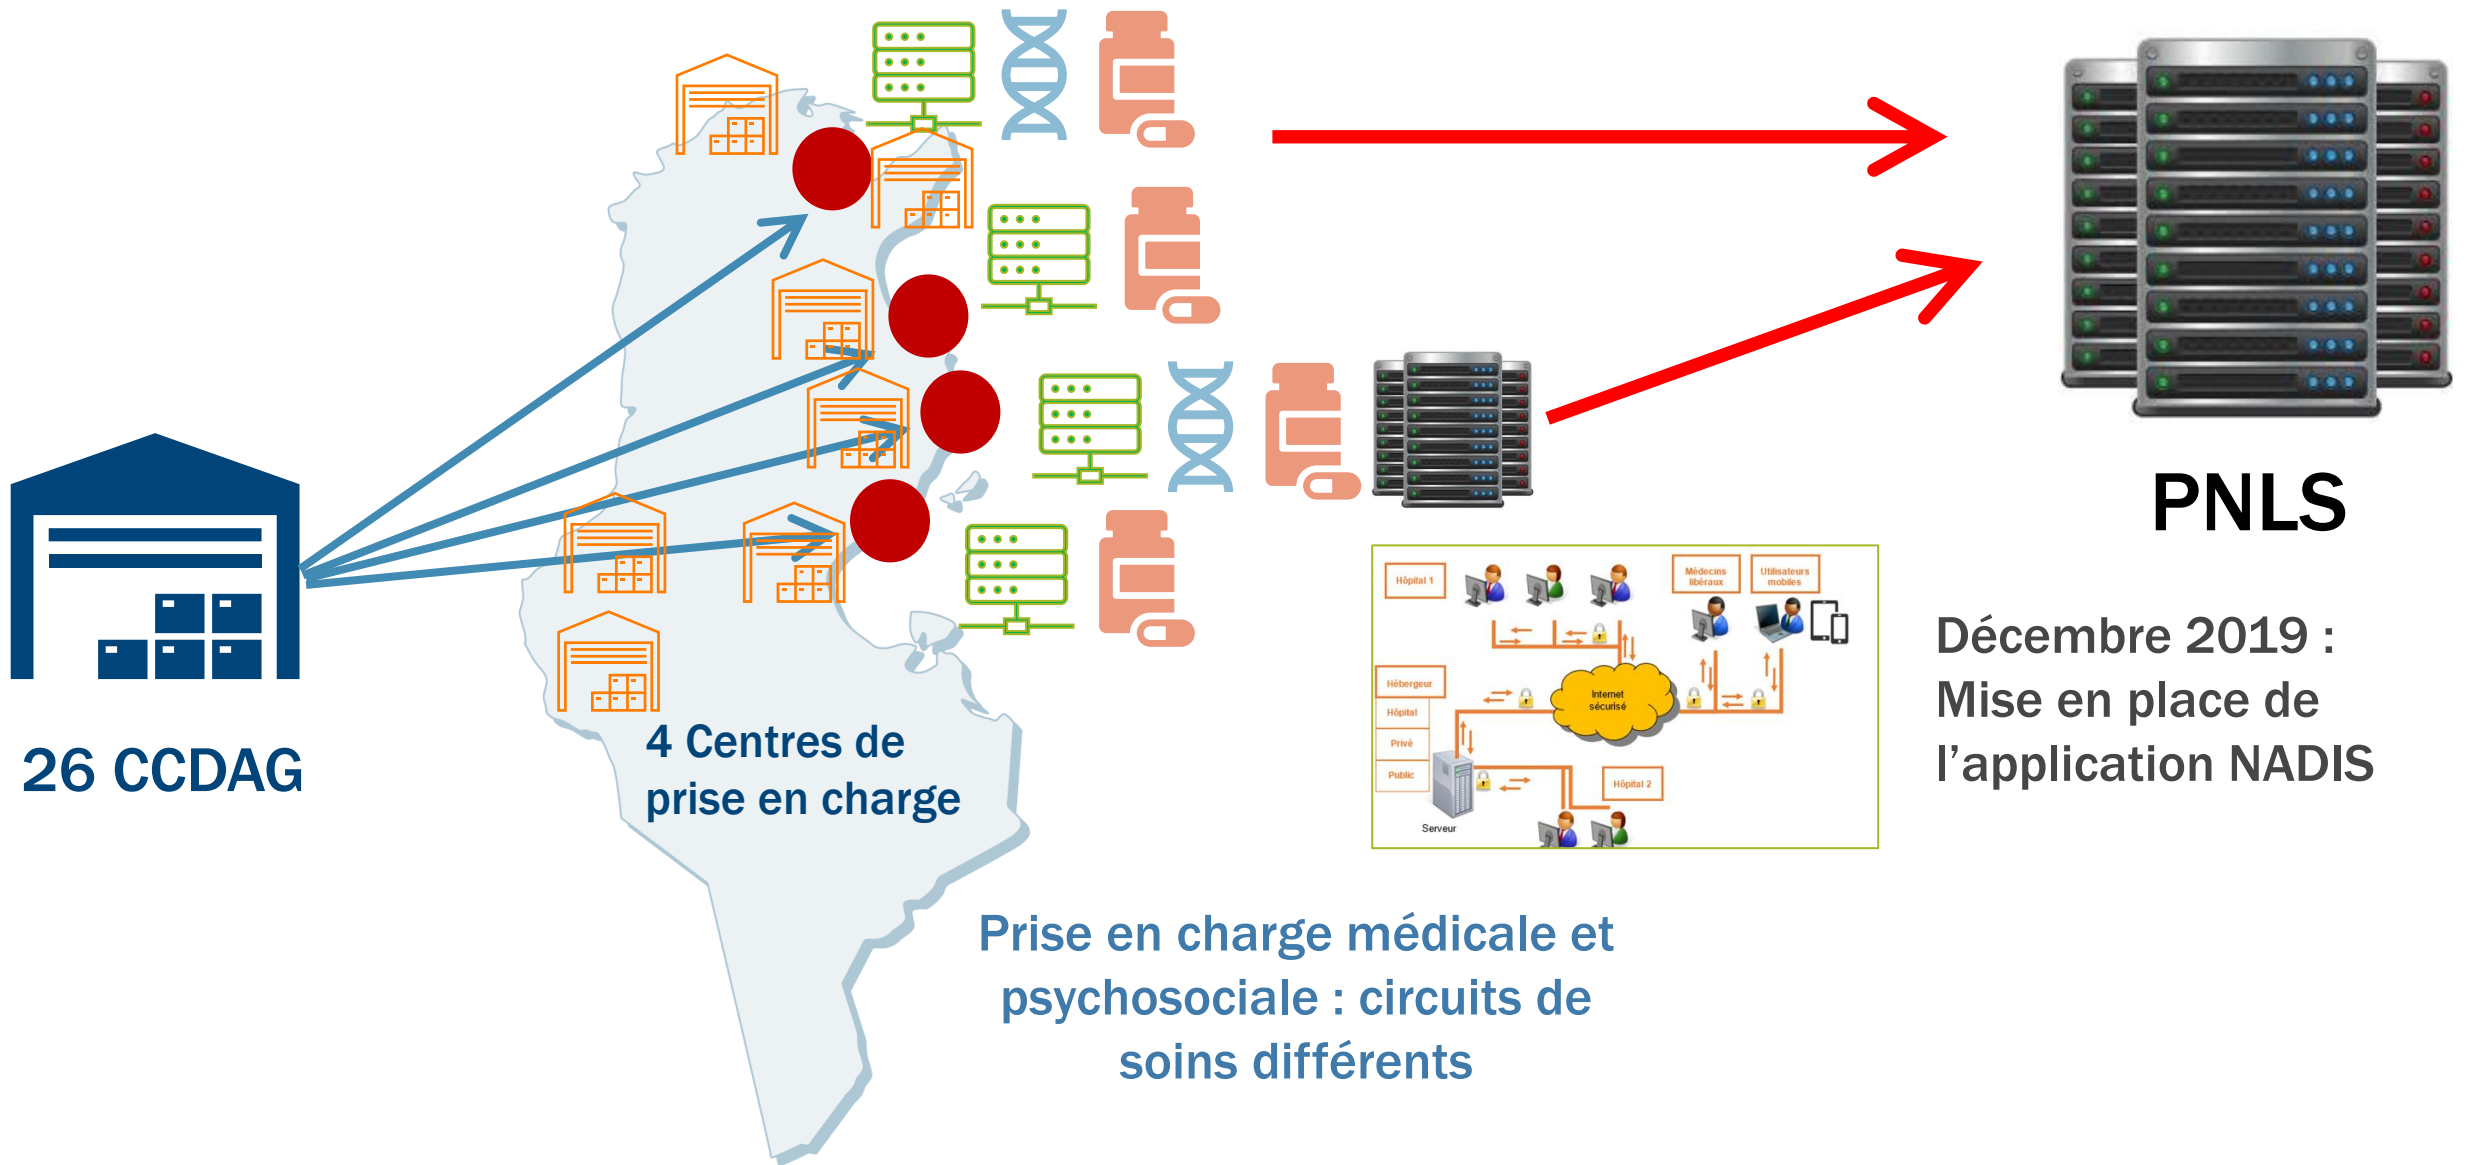 26 CCDAG
4 Centres de
prise en charge
Hôpital 1
Médecins
libéraux
Utilisateurs
mobiles
Hébergeur
Hôpital
Privé
Public
Internet
sécurisé
Hôpital 2
Serveur
PNLS
Décembre 2019 :
Mise en place de
l’application NADIS
Prise en charge médicale et
psychosociale : circuits de
soins différents